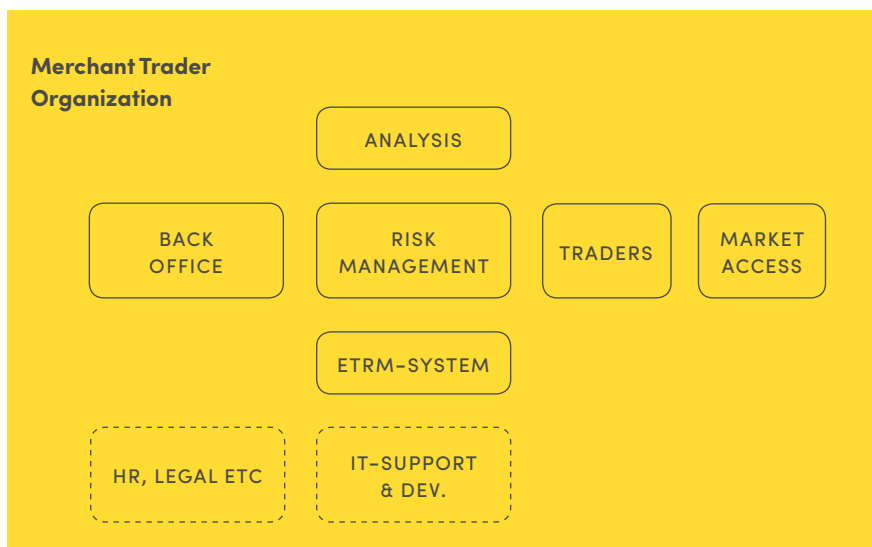 Merchant Trader
Organization
ANALYSIS
BACK
OFFICE
RISK
MANAGEMENT
TRADERS
MARKET
ACCESS
ETRM-SYSTEM
HR, LEGAL ETC
IT-SUPPORT
& DEV.